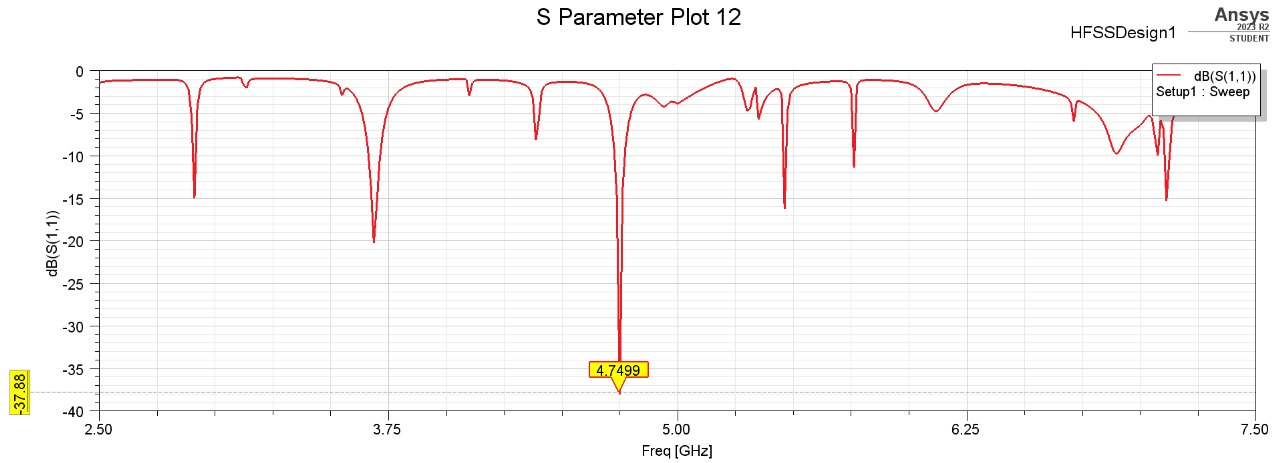 S Parameter Plot 12
HFSSDesign1
Ansys
2023 R2
STUDENT
dB(S(1,1))
Setup1 : Sweep
dB(S(1,1))
0
-5
-10
-15
-20
-25
-30
-35
-40
-37.88
4.7499
2.50
3.75
5.00
6.25
7.50
Freq [GHz]